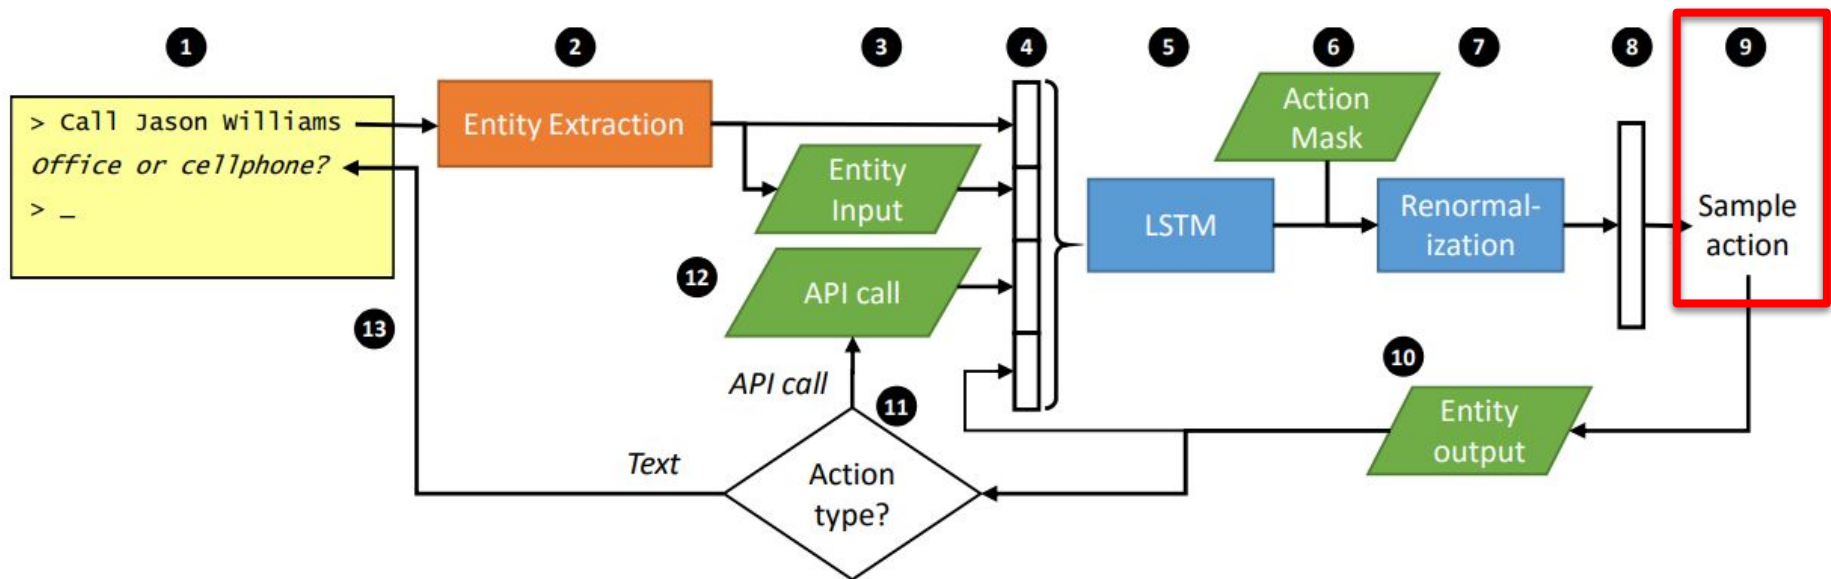 1
2
3
4
5
6
7
8
9
> Call Jason Williams
Office or cellphone?
> _
Entity Extraction
Entity
Input
Action
Mask
LSTM
Renormal-
ization
Sample
action
12
API call
13
API call
11
10
Entity
output
Text
Action
type?